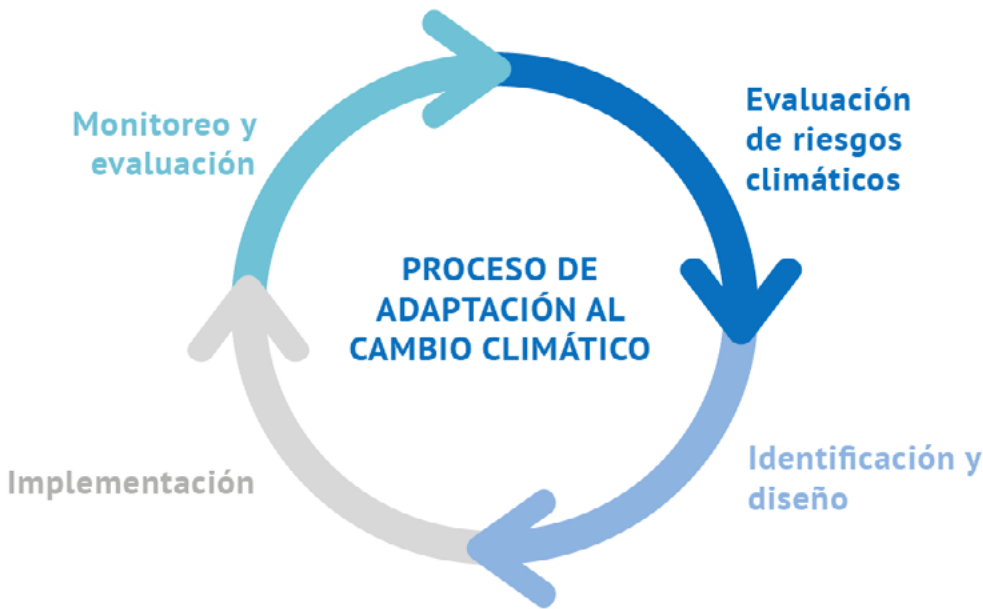 PROCESO DE
ADAPTACIÓN AL
CAMBIO CLIMÁTICO
Evaluación
de riesgos
climáticos
Identificación y
diseño
Implementación
Monitoreo y
evaluación